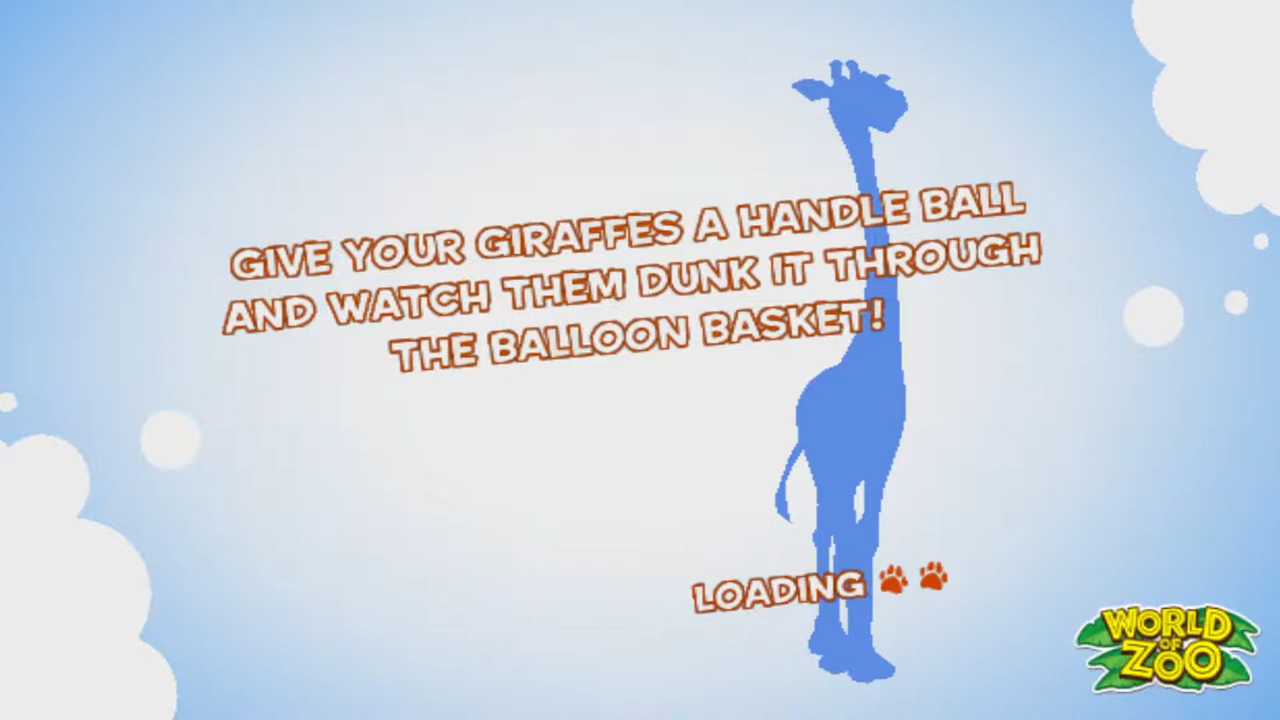 GIVE YOUR GIRAFFES A HANDLE BALL
AND WATCH THEM DUNK IT THROUGH
THE BALLOON BASKET!
LOADING
WORLD
OF
ZOO